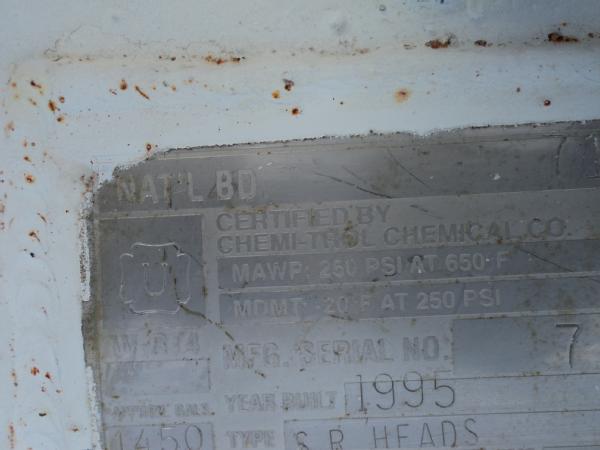 NAT'L BD
CERTIFIED BY
CHEMI-TROL CHEMICAL CO.
U
MAWP: 250 PSI AT 650 F
MDMT: -20 F AT 250 PSI
MFG. SERIAL NO. 7
YEAR BUILT 1995
1450 TYPE S.R. HEADS